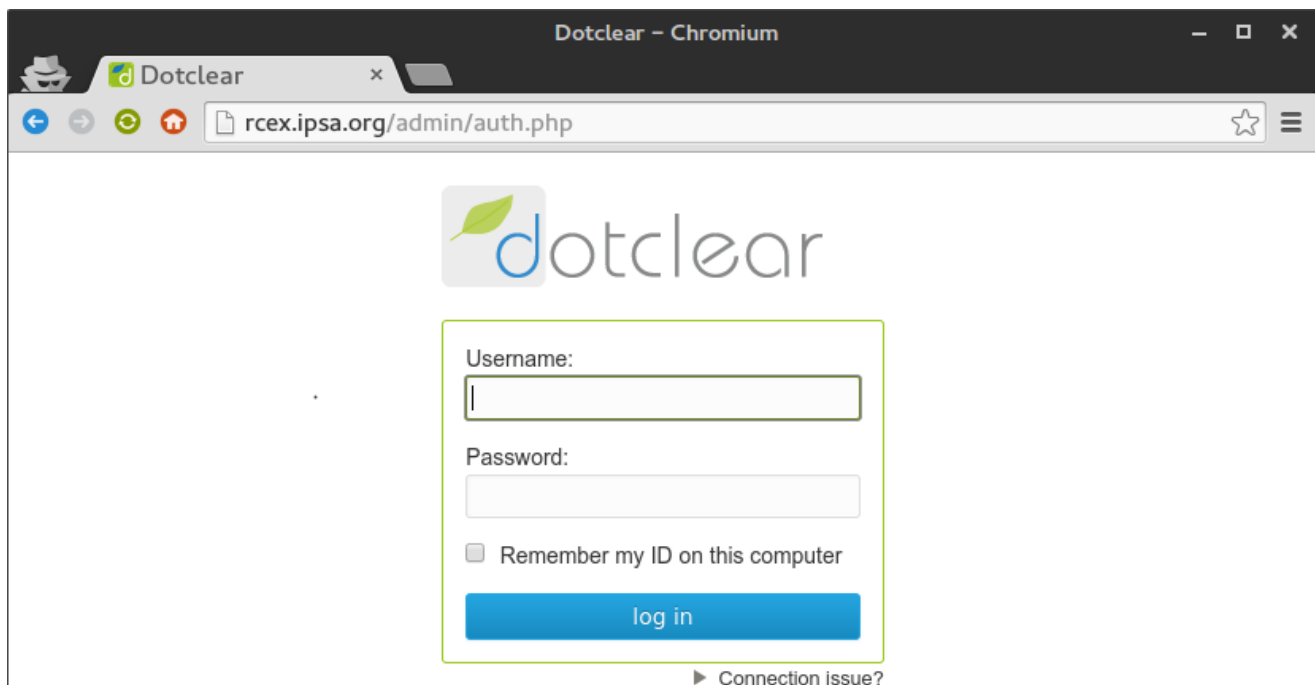 Dotclear – Chromium
Dotclear
rcex.ipsa.org/admin/auth.php
dotclear
Username:
Password:
Remember my ID on this computer
log in
Connection issue?